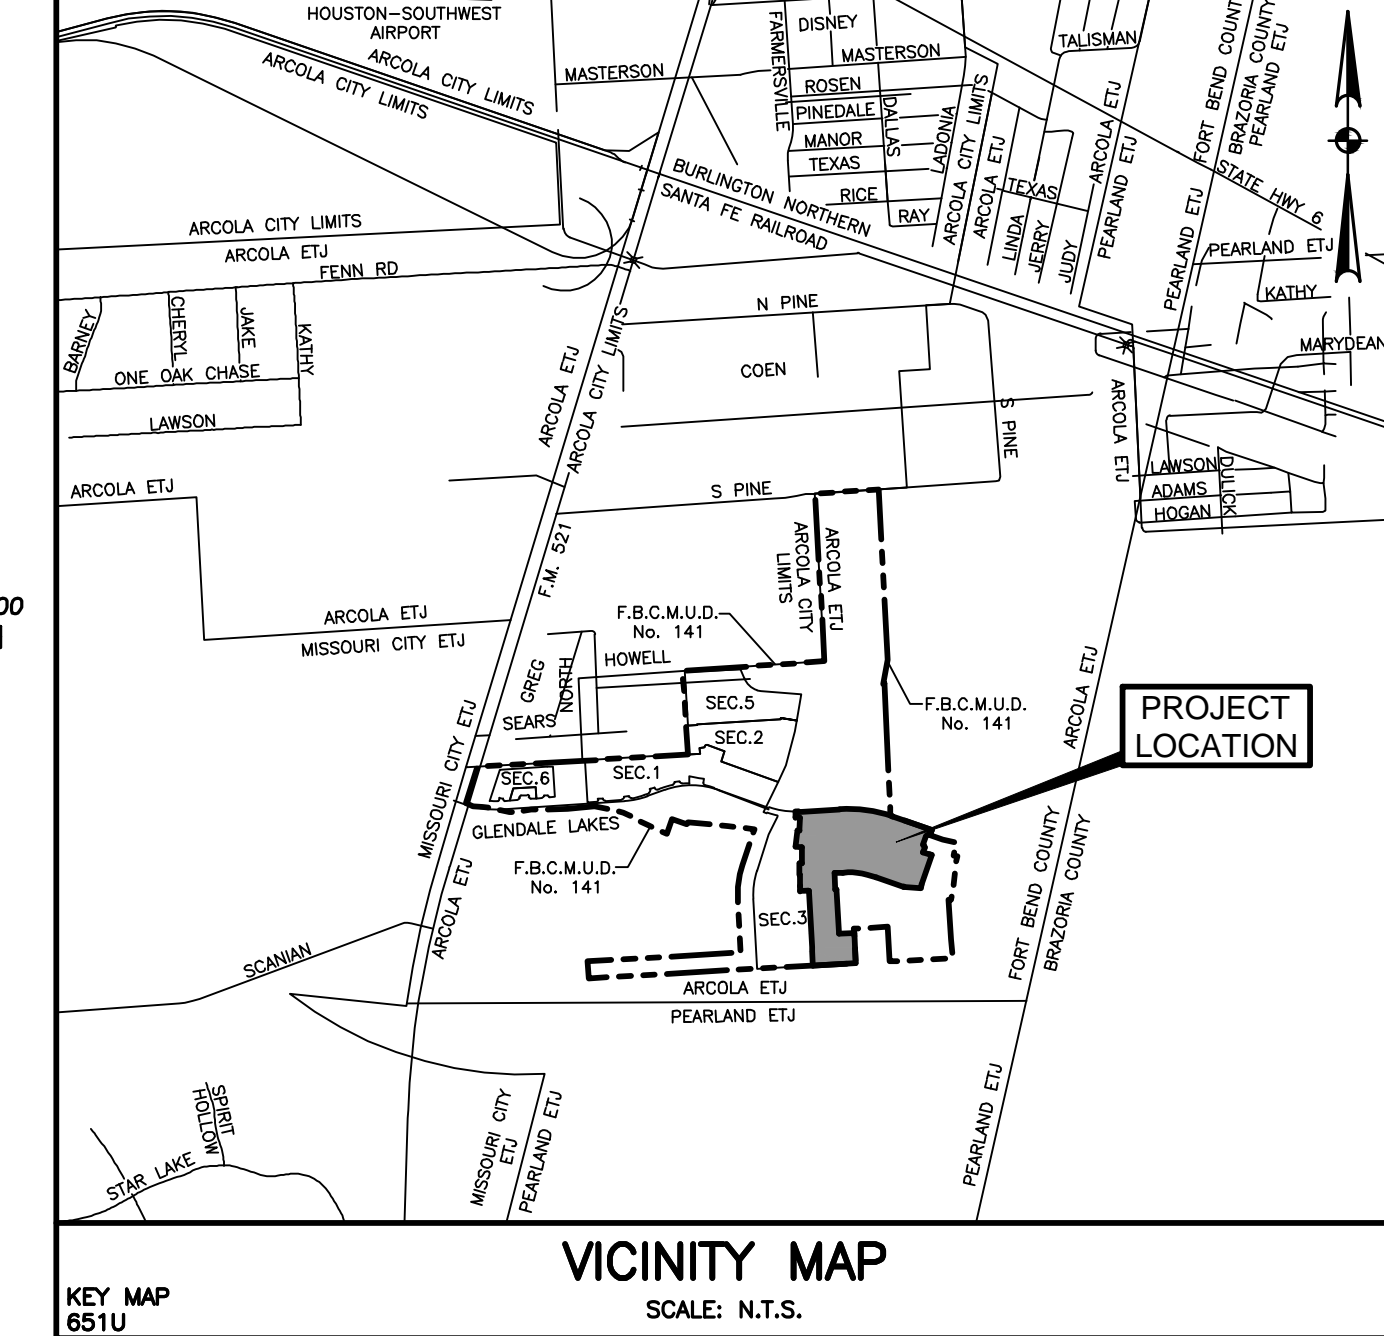 HOUSTON-SOUTHWEST
AIRPORT
ARCOLA CITY LIMITS
ARCOLA CITY LIMITS
MASTERSON
FARMERSVILLE
DISNEY
MASTERSON
ROSEN
PINEDALE
DALLAS
MANOR
TEXAS
RICE
RAY
LADONIA
ARCOLA CITY LIMITS
ARCOLA ETJ
TALISMAN
ARCOLA ETJ
PEARLAND ETJ
TEXAS
LINDA
JERRY
JUDY
FORT BEND COUNT
BRAZORIA COUNTY
PEARLAND ETJ
STATE HWY 6
PEARLAND ETJ
PEARLAND ETJ
KATHY
MARYDEAN
BURLINGTON NORTHERN
SANTA FE RAILROAD
ARCOLA CITY LIMITS
ARCOLA ETJ
FENN RD
BARNEY
CHERYL
JAKE
KATHY
ONE OAK CHASE
LAWSON
ARCOLA ETJ
ARCOLA CITY LIMITS
N PINE
COEN
S PINE
ARCOLA ETJ
LAWSON
ADAMS
HOGAN
DULICK
ARCOLA ETJ
S PINE
F.M. 521
ARCOLA CITY
LIMITS
ARCOLA ETJ
00
ARCOLA ETJ
MISSOURI CITY ETJ
F.B.C.M.U.D.
No. 141
GREG
NORTH
HOWELL
SEARS
SEC.5
SEC.2
SEC.1
SEC.6
F.B.C.M.U.D.
No. 141
ARCOLA ETJ
PROJECT
LOCATION
MISSOURI CITY ETJ
ARCOLA ETJ
GLENDALE LAKES
F.B.C.M.U.D.
No. 141
SEC.3
FORT BEND COUNTY
BRAZORIA COUNTY
SCANIAN
ARCOLA ETJ
PEARLAND ETJ
SPIRIT
HOLLOW
STAR LAKE
MISSOURI CITY
ETJ
PEARLAND ETJ
PEARLAND ETJ
VICINITY MAP
SCALE: N.T.S.
KEY MAP
651U